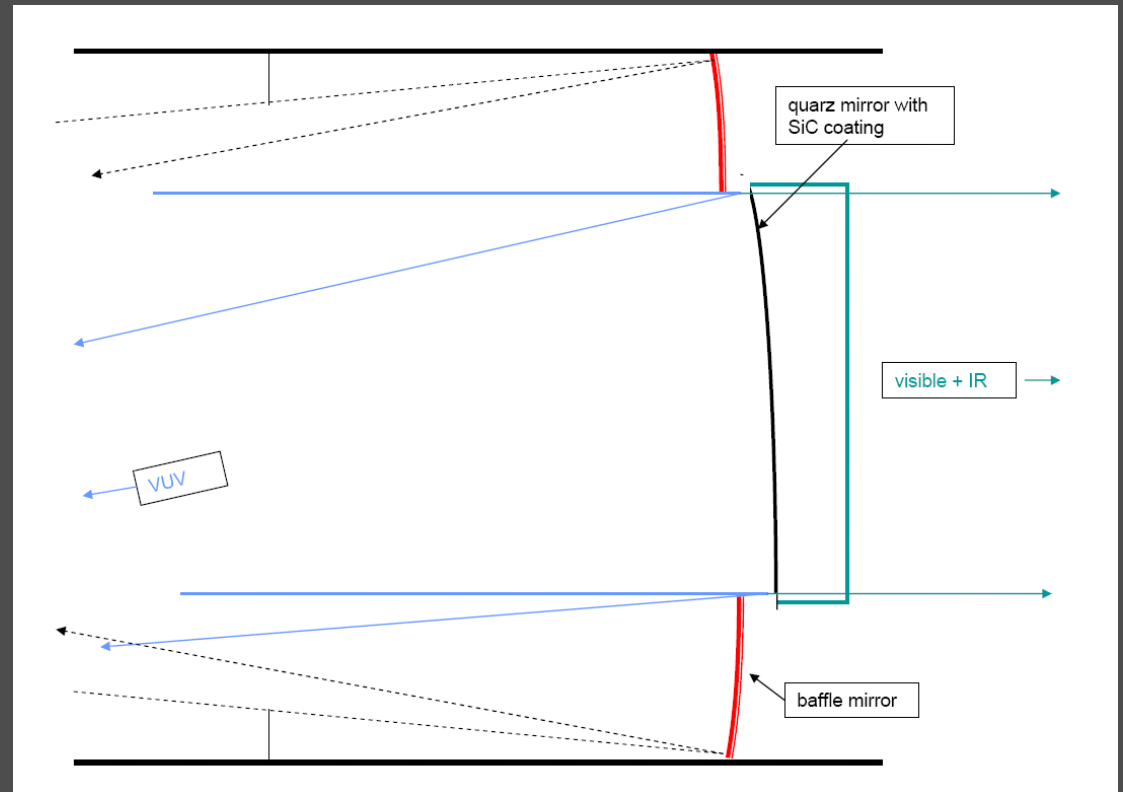 quarz mirror with
SiC coating
visible + IR
VUV
baffle mirror